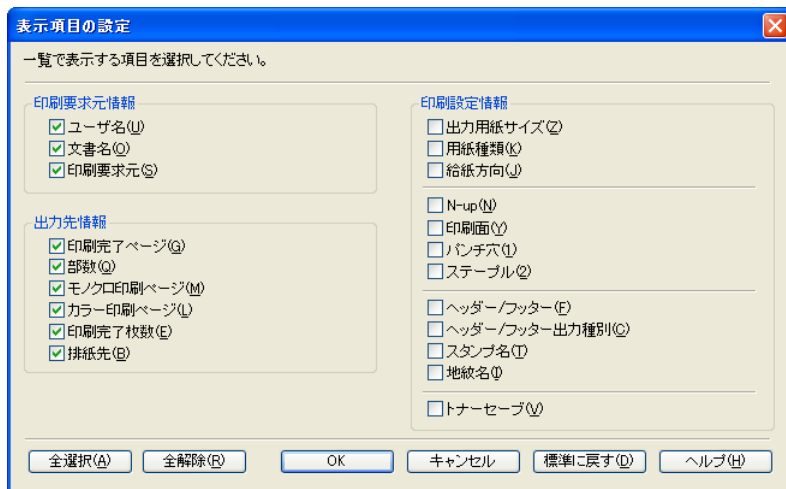 表示項目の設定
一覧で表示する項目を選択してください。
印刷要求元情報
ユーザ名(U)
文書名(O)
印刷要求元(S)
出力先情報
印刷完了ページ(G)
部数(Q)
モノクロ印刷ページ(M)
カラー印刷ページ(L)
印刷完了枚数(E)
排紙先(B)
印刷設定情報
出力用紙サイズ(Z)
用紙種類(K)
給紙方向(J)
N-up(N)
印刷面(Y)
パンチ穴(1)
ステープル(2)
ヘッダー/フッター(F)
ヘッダー/フッター出力種別(C)
スタンプ名(T)
地紋名(I)
トナーセーブ(V)
全選択(A) 全解除(R) OK キャンセル 標準に戻す(D) ヘルプ(H)